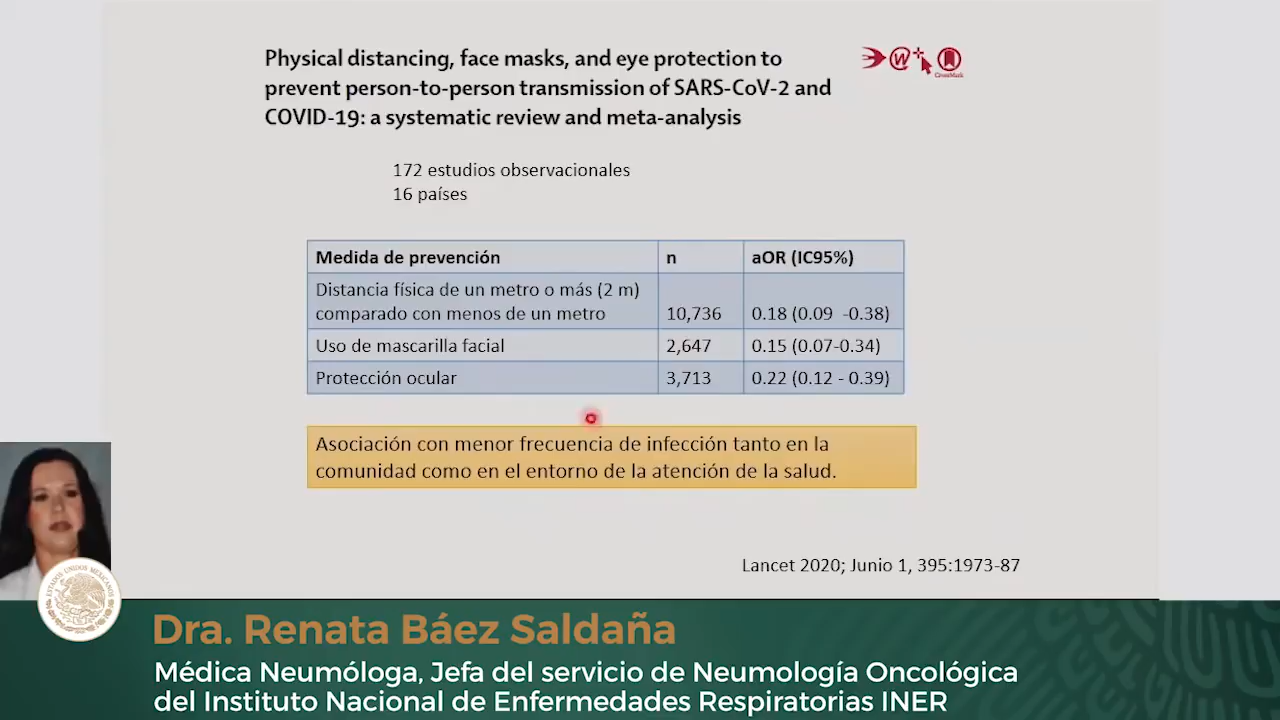 Physical distancing, face masks, and eye protection to
prevent person-to-person transmission of SARS-CoV-2 and
COVID-19: a systematic review and meta-analysis
CrossMark
172 estudios observacionales
16 países
Medida de prevención n aOR (IC95%)
Distancia física de un metro o más (2 m)
comparado con menos de un metro 10,736 0.18 (0.09 -0.38)
Uso de mascarilla facial 2,647 0.15 (0.07-0.34)
Protección ocular 3,713 0.22 (0.12 - 0.39)
Asociación con menor frecuencia de infección tanto en la
comunidad como en el entorno de la atención de la salud.
Lancet 2020; Junio 1, 395:1973-87
ESTADOS UNIDOS MEXICANOS
Dra. Renata Báez Saldaña
Médica Neumóloga, Jefa del servicio de Neumología Oncológica
del Instituto Nacional de Enfermedades Respiratorias INER